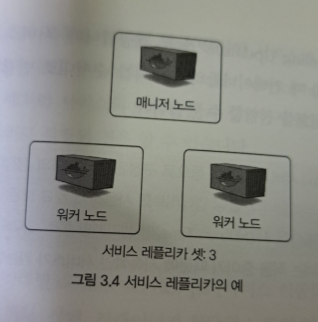 매니저 노드
워커 노드
워커 노드
서비스 레플리카 셋: 3
그림 3.4 서비스 레플리카의 예